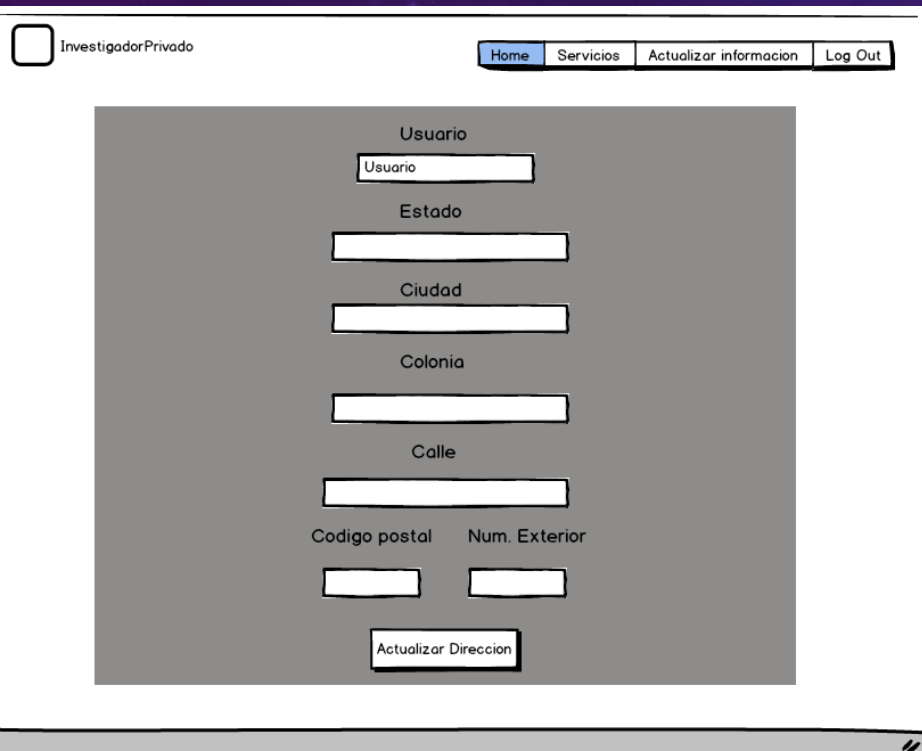 InvestigadorPrivado
Home Servicios Actualizar informacion Log Out
Usuario
Usuario
Estado
Ciudad
Colonia
Calle
Codigo postal Num. Exterior
Actualizar Direccion